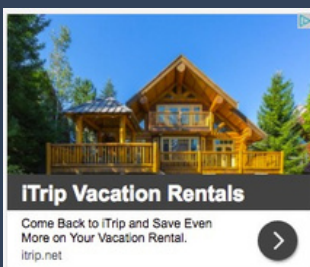 iTrip Vacation Rentals
Come Back to iTrip and Save Even
More on Your Vacation Rental.
itrip.net